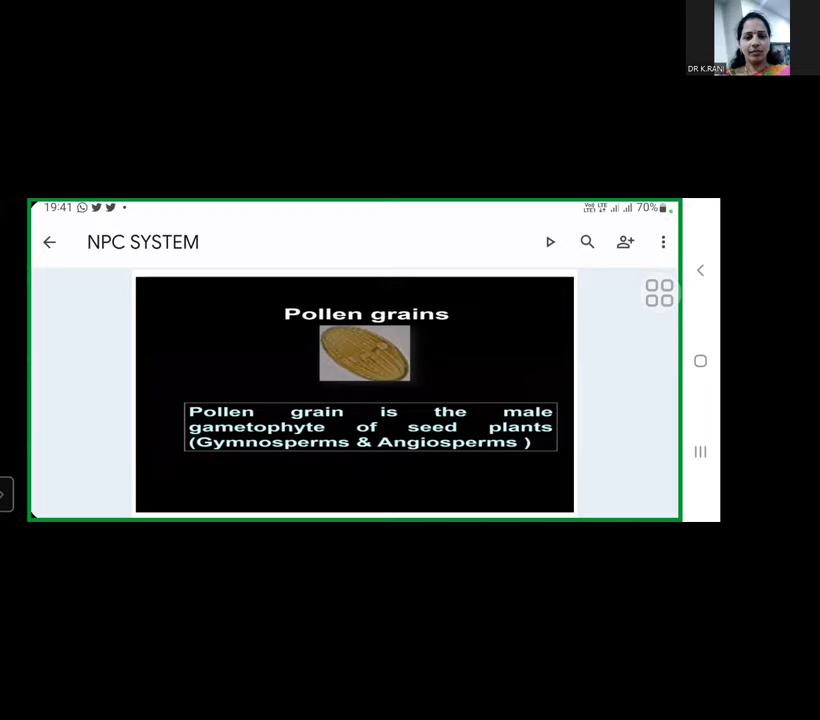 DR K.RANI
19:41
70%
NPC SYSTEM
Pollen grains
Pollen grain is the male
gametophyte of seed plants
(Gymnosperms & Angiosperms )